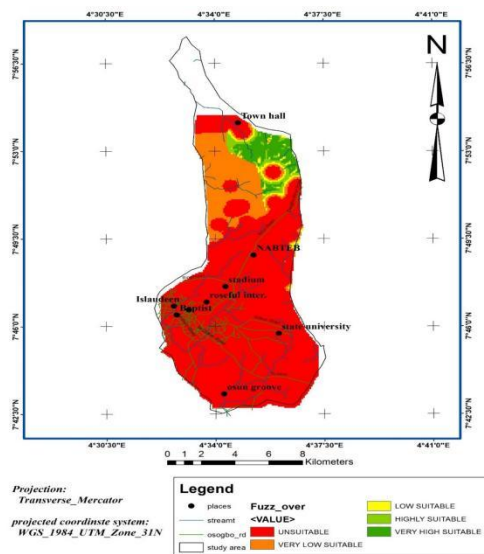 4°30'30"E 4°34'0"E 4°37'30"E 4°41'0"E
7°56'30"N 7°56'30"N
N
Town hall
7°53'0"N 7°53'0"N
7°49'30"N 7°49'30"N
NABTEB
stadium
Islaudeen roseful inter.
Baptist
7°46'0"N state university 7°46'0"N
osun groove
7°42'30"N 7°42'30"N
4°30'30"E 4°34'0"E 4°37'30"E 4°41'0"E
0 1 2 4 6 8
Kilometers
Projection:
Transverse_Mercator
projected coordinste system:
WGS_1984_UTM_Zone_31N
Legend
places
streamt
osogbo_rd
study area
Fuzz_over
<VALUE>
UNSUITABLE
VERY LOW SUITABLE
LOW SUITABLE
HIGHLY SUITABLE
VERY HIGH SUITABLE